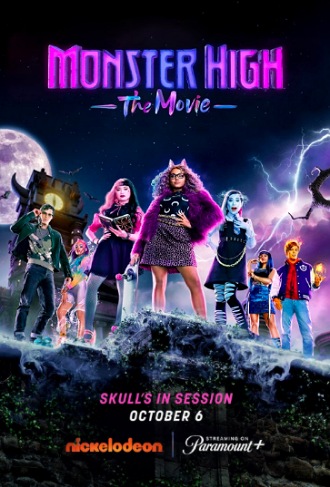 MONSTER HIGH
The Movie
SKULL'S IN SESSION
OCTOBER 6
nickelodeon
STREAMING ON
Paramount+